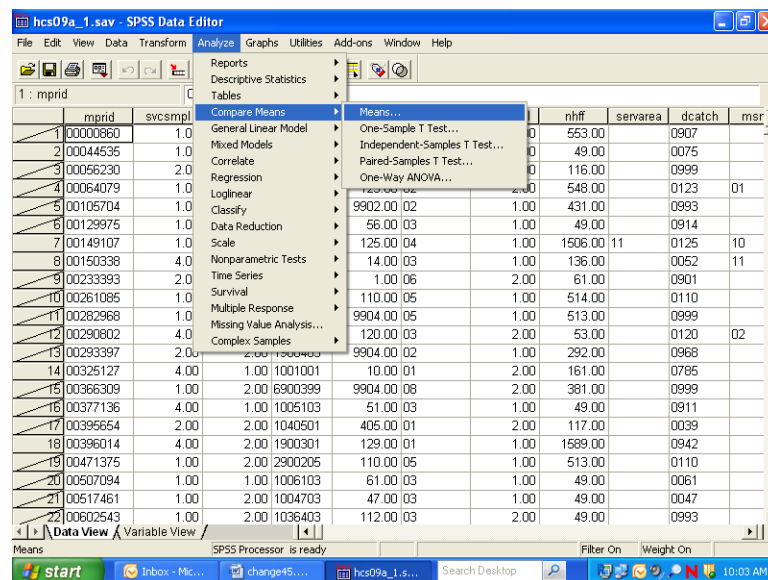 hcs09a_1.sav - SPSS Data Editor
File Edit View Data Transform Analyze Graphs Utilities Add-ons Window Help
1 : mprid
Reports
Descriptive Statistics
Tables
Compare Means
General Linear Model
Mixed Models
Correlate
Regression
Loglinear
Classify
Data Reduction
Scale
Nonparametric Tests
Time Series
Survival
Multiple Response
Missing Value Analysis...
Complex Samples
Means...
One-Sample T Test...
Independent-Samples T Test...
Paired-Samples T Test...
One-Way ANOVA...
mprid svcsmpl nhff servarea dcatch msr
1 00000860 1.0 553.00 0907
2 00044535 1.0 49.00 0075
3 00056230 2.0 116.00 0999
4 00064079 1.0 2.00 548.00 0123 01
5 00105704 1.0 9902.00 02 1.00 431.00 0993
6 00129975 1.0 56.00 03 1.00 49.00 0914
7 00149107 1.0 125.00 04 1.00 1506.00 11 0125 10
8 00150338 4.0 14.00 03 1.00 136.00 0052 11
9 00233393 2.0 1.00 06 2.00 61.00 0901
10 00261085 1.0 110.00 05 1.00 514.00 0110
11 00282968 1.0 9904.00 05 1.00 513.00 0999
12 00290802 4.0 120.00 03 2.00 53.00 0120 02
13 00293397 2.00 2.00 9904.00 02 1.00 292.00 0968
14 00325127 4.00 1.00 1001001 10.00 01 2.00 161.00 0785
15 00366309 1.00 2.00 6900399 9904.00 08 2.00 381.00 0999
16 00377136 4.00 1.00 1005103 51.00 03 1.00 49.00 0911
17 00395654 2.00 2.00 1040501 405.00 01 2.00 117.00 0039
18 00396014 4.00 2.00 1900301 129.00 01 1.00 1589.00 0942
19 00471375 1.00 2.00 2900205 110.00 05 1.00 513.00 0110
20 00507094 1.00 1.00 1006103 61.00 03 1.00 49.00 0061
21 00517461 1.00 2.00 1004703 47.00 03 1.00 49.00 0047
22 00602543 1.00 2.00 1036403 112.00 03 2.00 49.00 0993
Data View Variable View
Means SPSS Processor is ready Filter On Weight On
start Inbox - Mic... change45.... hcs09a_1.s... Search Desktop 10:03 AM